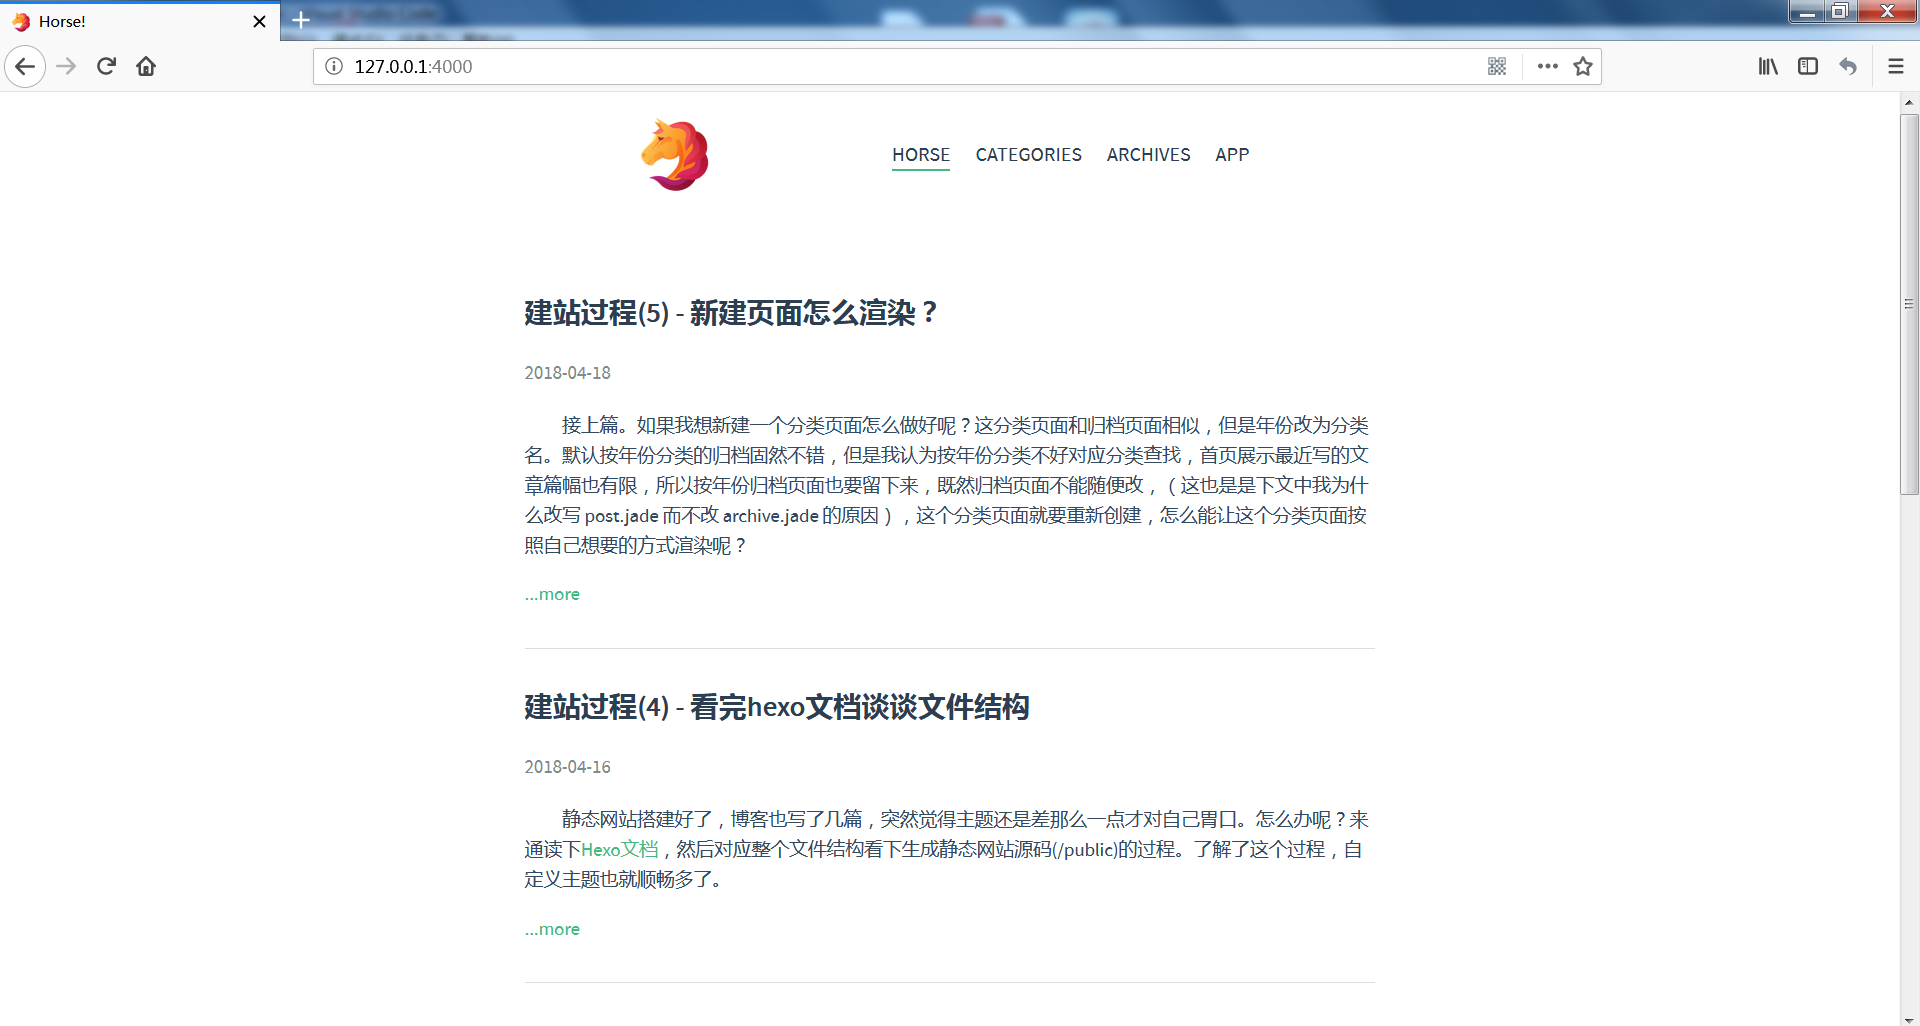 Horse!
127.0.0.1:4000
HORSE CATEGORIES ARCHIVES APP
建站过程(5) - 新建页面怎么渲染？
2018-04-18
接上篇。如果我想新建一个分类页面怎么做好呢？这分类页面和归档页面相似，但是年份改为分类
名。默认按年份分类的归档固然不错，但是我认为按年份分类不好对应分类查找，首页展示最近写的文
章篇幅也有限，所以按年份归档页面也要留下来，既然归档页面不能随便改，（这也是是下文中我为什
么改写 post.jade 而不改 archive.jade 的原因），这个分类页面就要重新创建，怎么能让这个分类页面按
照自己想要的方式渲染呢？
...more
建站过程(4) - 看完hexo文档谈谈文件结构
2018-04-16
静态网站搭建好了，博客也写了几篇，突然觉得主题还是差那么一点才对自己胃口。怎么办呢？来
通读下Hexo文档，然后对应整个文件结构看下生成静态网站源码(/public)的过程。了解了这个过程，自
定义主题也就顺畅多了。
...more